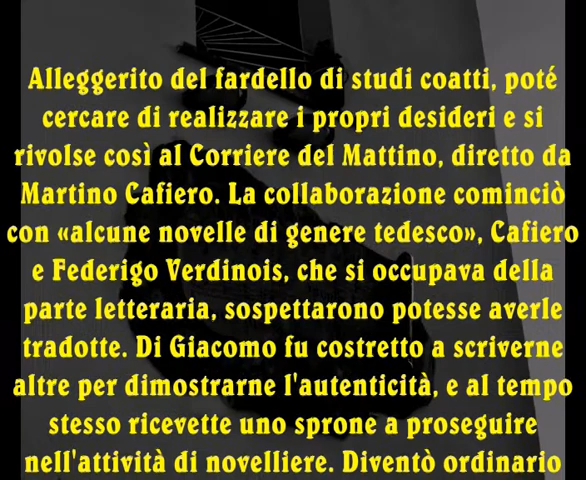 Alleggerito del fardello di studi coatti, poté
cercare di realizzare i propri desideri e si
rivolse così al Corriere del Mattino, diretto da
Martino Cafiero. La collaborazione cominciò
con «alcune novelle di genere tedesco», Cafiero
e Federigo Verdinois, che si occupava della
parte letteraria, sospettarono potesse averle
tradotte. Di Giacomo fu costretto a scriverne
altre per dimostrarne l'autenticità, e al tempo
stesso ricevette uno sprone a proseguire
nell'attività di novelliere. Diventò ordinario